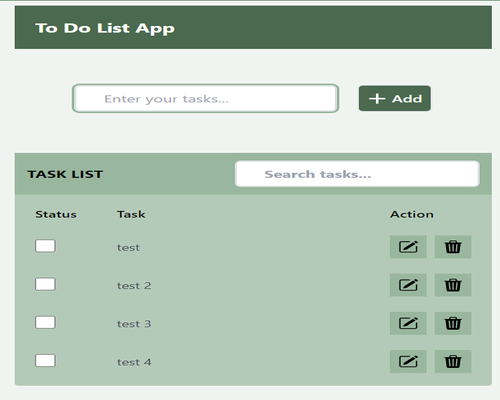 To Do List App
Enter your tasks...
+ Add
TASK LIST
Search tasks...
Status Task Action
test
test 2
test 3
test 4